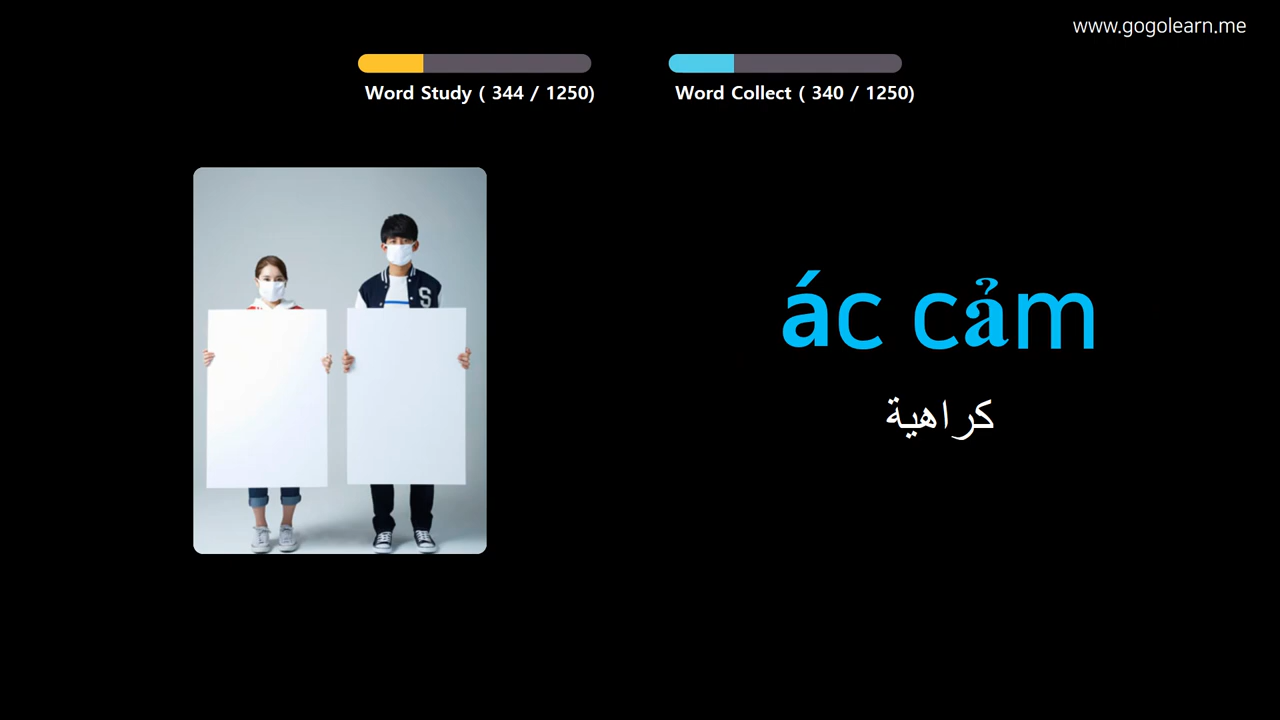 www.gogolearn.me
Word Study ( 344 / 1250)
Word Collect ( 340 / 1250)
S
ác cảm
كراهية